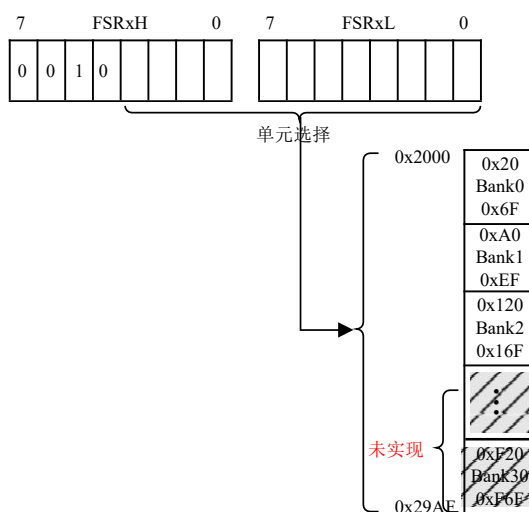 7 FSRxH 0 7 FSRxL 0
0 0 1 0
单元选择
0x2000
0x20
Bank0
0x6F
0xA0
Bank1
0xEF
0x120
Bank2
0x16F
未实现
0xF20
Bank30
0xF6F
0x29AF